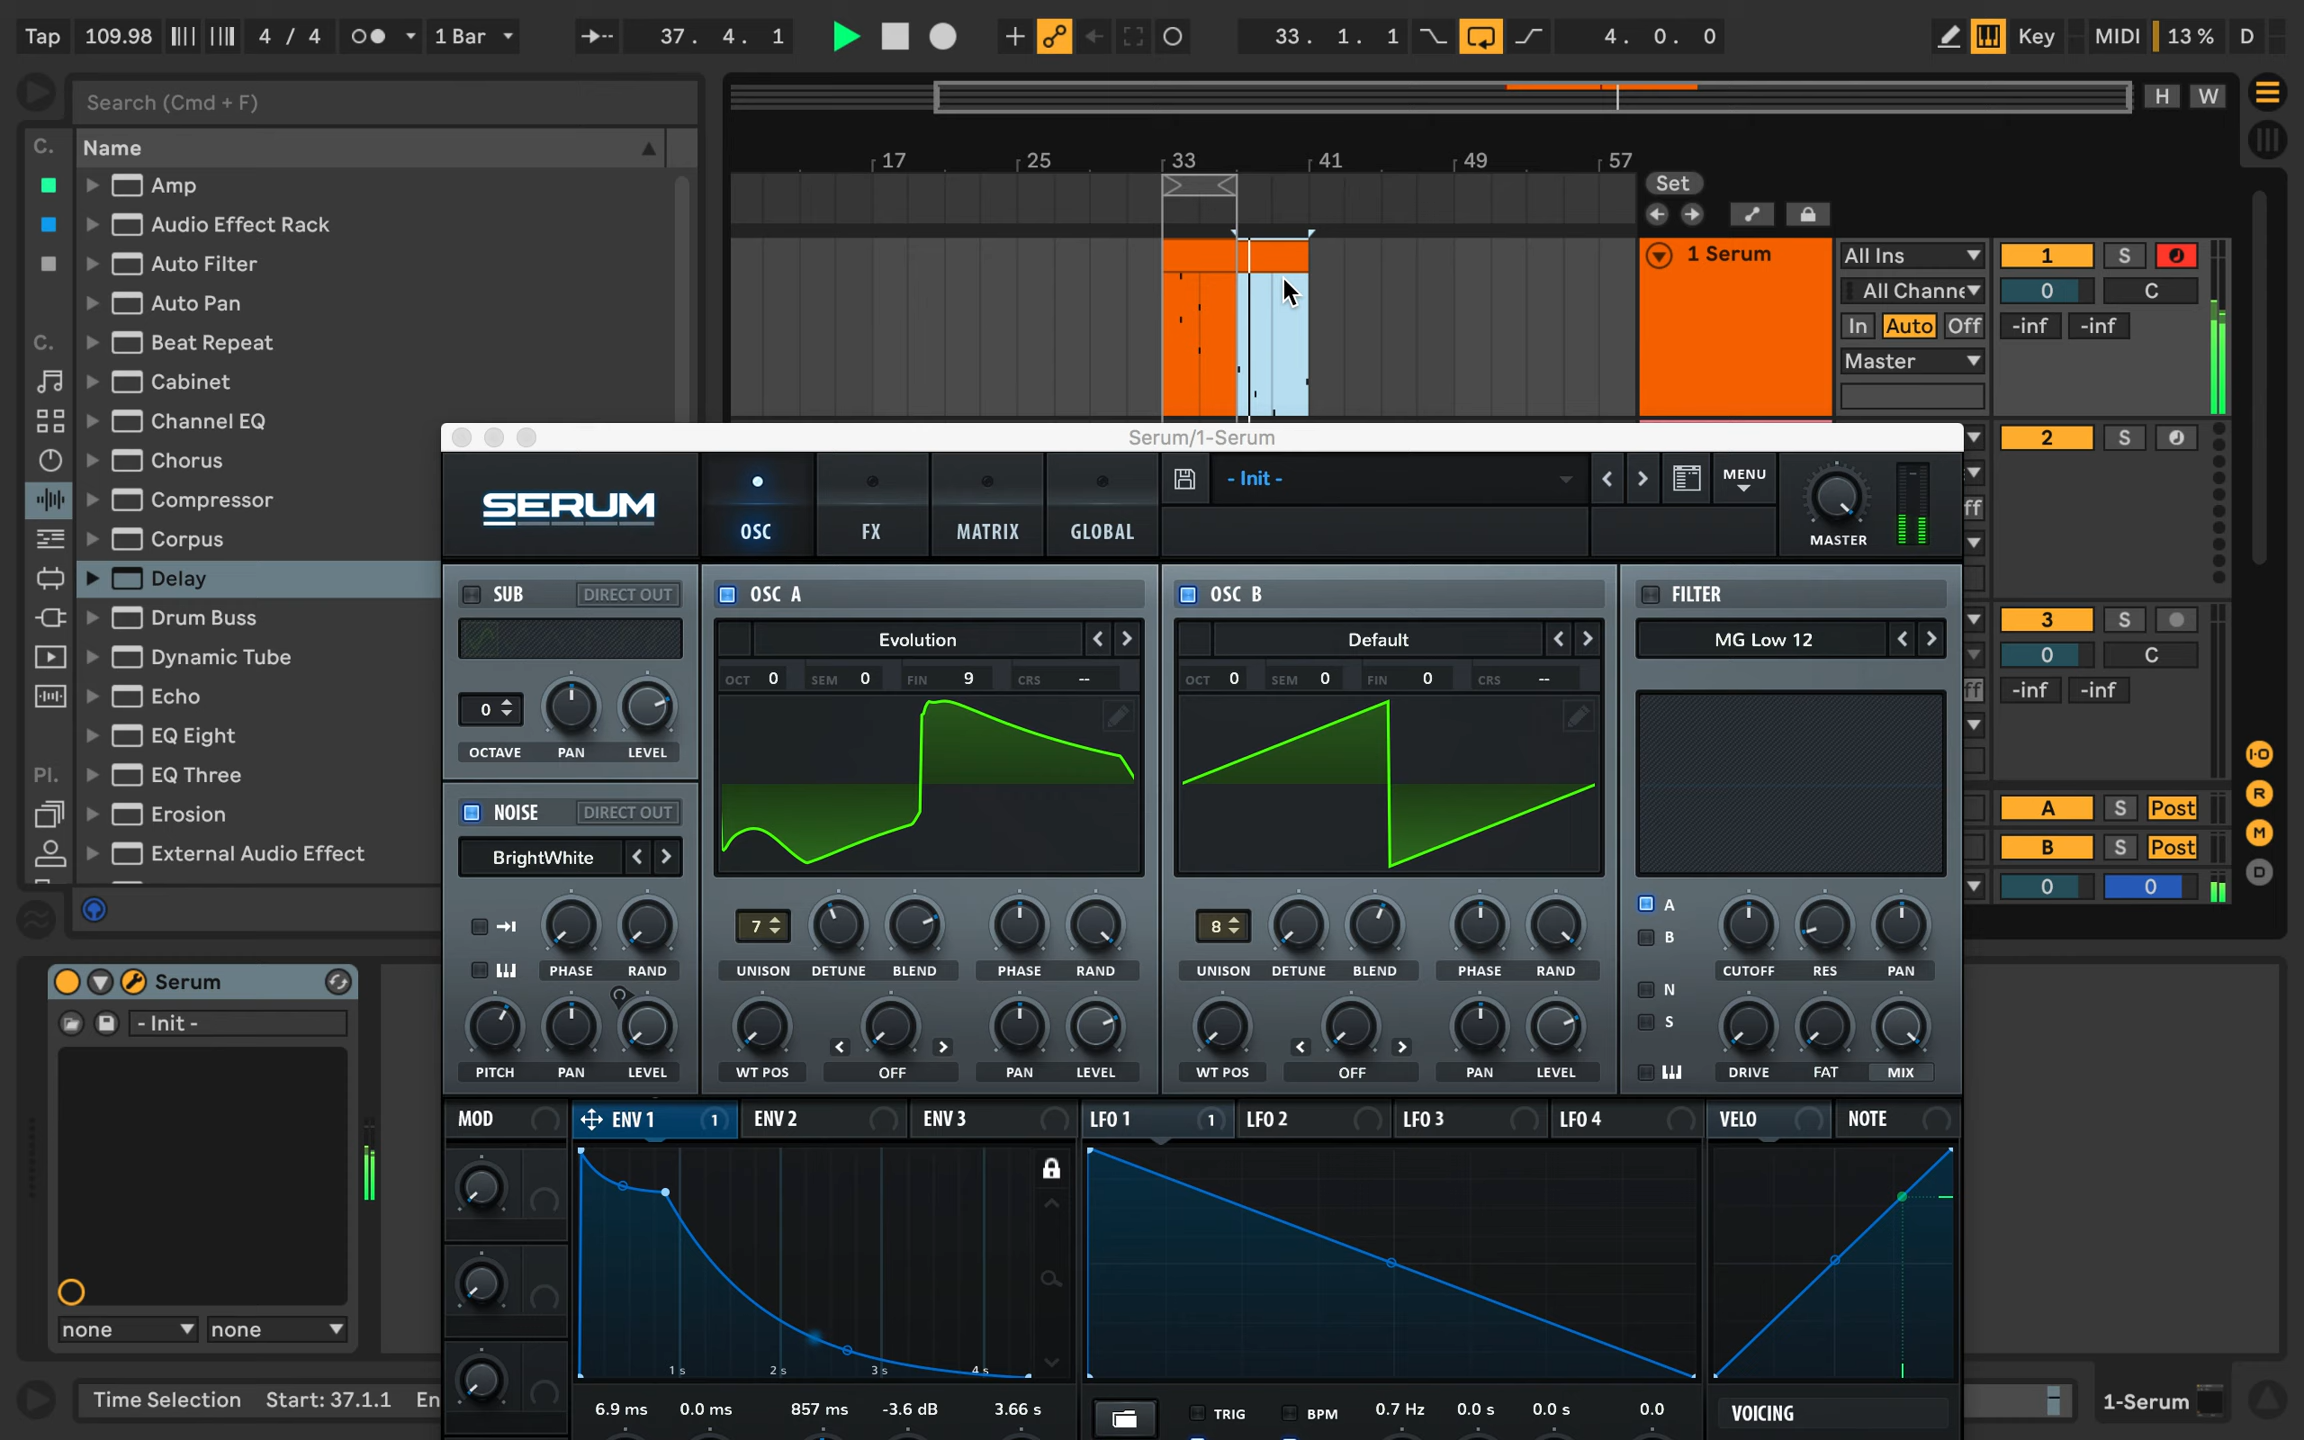 Tap 109.98 4 / 4 1 Bar 37. 4. 1 33. 1. 1 4. 0. 0 Key MIDI 13 % D
Search (Cmd + F)
H W
C. Name
17 25 33 41 49 57
Set
Amp
Audio Effect Rack
Auto Filter
Auto Pan
C. Beat Repeat
Cabinet
Channel EQ
Chorus
Compressor
Corpus
Delay
Drum Buss
Dynamic Tube
Echo
EQ Eight
Pl. EQ Three
Erosion
External Audio Effect
1 Serum All Ins 1 S
All Channe 0 C
In Auto Off -inf -inf
Master
2 S
ff
3 S
0 C
ff -inf -inf
A S Post
B S Post
0 0
I·O
R
M
D
Serum/1-Serum
SERUM
OSC FX MATRIX GLOBAL
- Init -
MENU
MASTER
SUB DIRECT OUT
0
OCTAVE PAN LEVEL
NOISE DIRECT OUT
BrightWhite
PHASE RAND
PITCH PAN LEVEL
OSC A
Evolution
OCT 0 SEM 0 FIN 9 CRS --
7
UNISON DETUNE BLEND PHASE RAND
WT POS OFF PAN LEVEL
OSC B
Default
OCT 0 SEM 0 FIN 0 CRS --
8
UNISON DETUNE BLEND PHASE RAND
WT POS OFF PAN LEVEL
FILTER
MG Low 12
A
B
CUTOFF RES PAN
N
S
DRIVE FAT MIX
MOD ENV 1 1 ENV 2 ENV 3 LFO 1 1 LFO 2 LFO 3 LFO 4 VELO NOTE
1 s 2 s 3 s 4 s
6.9 ms 0.0 ms 857 ms -3.6 dB 3.66 s
TRIG BPM 0.7 Hz 0.0 s 0.0 s 0.0
VOICING
Serum
- Init -
none none
Time Selection Start: 37.1.1 En
1-Serum